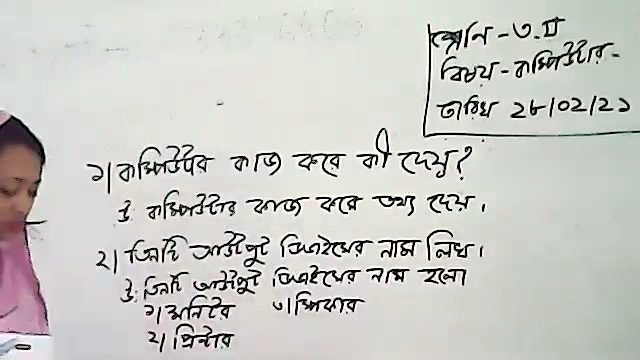 শ্রেণি - ৩.II
বিষয় - কম্পিউটার -
তারিখ ২৮/০২/২১
১) কম্পিউটার কাজ করে কী দেয়?
উ: কম্পিউটার কাজ করে তথ্য দেয়।
২) তিনটি আউটপুট ডিভাইসের নাম লিখ।
উ: তিনটি আউটপুট ডিভাইসের নাম হলো
১) মনিটর ৩) স্পিকার
২) প্রিন্টার